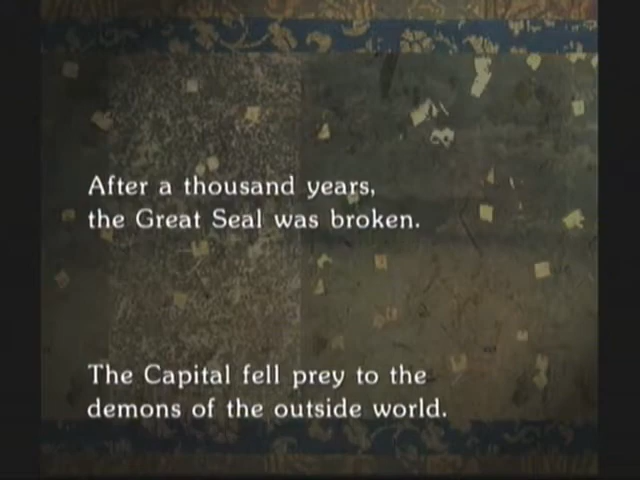 After a thousand years,
the Great Seal was broken.
The Capital fell prey to the
demons of the outside world.